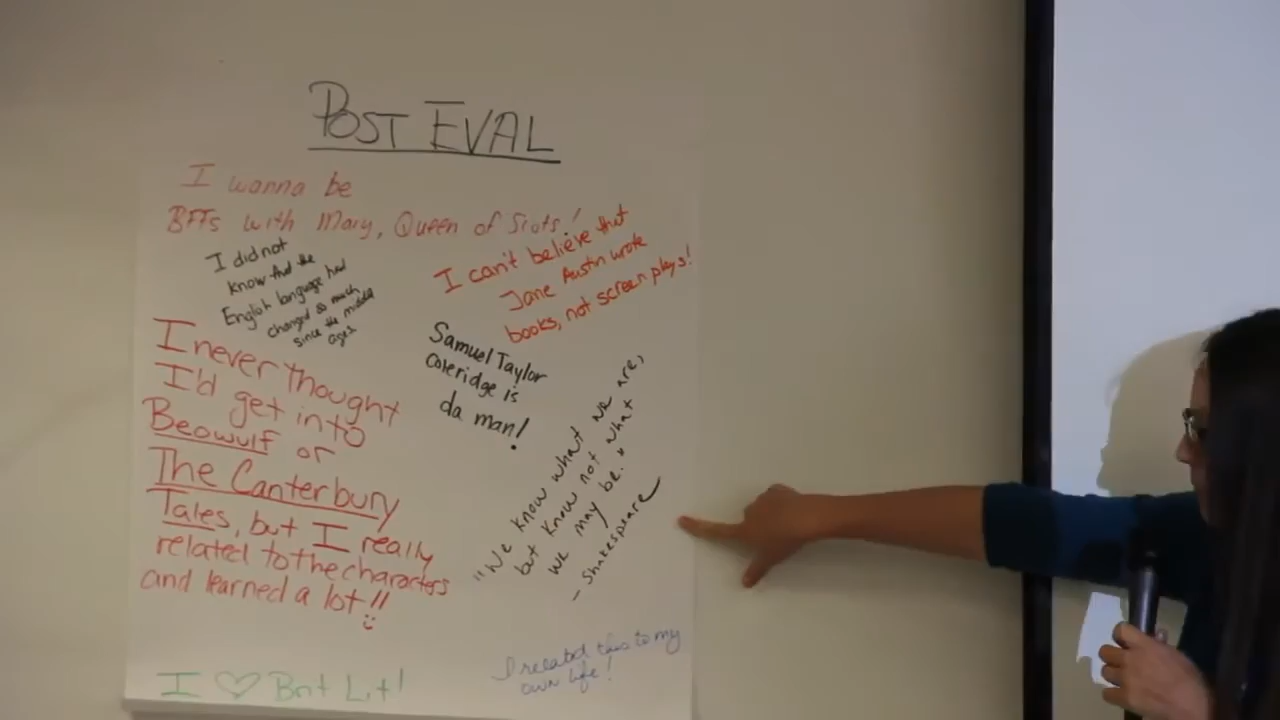 POST EVAL
I wanna be
BFFs with Mary, Queen of Scots!
I did not
know that the
English language had
changed so much
since the middle
ages
I can't believe that
Jane Austin wrote
books, not screen plays!
Samuel Taylor
Coleridge is
da man!
I never thought
I'd get into
Beowulf or
The Canterbury
Tales, but I really
related to the characters
and learned a lot!!
"We know what we are,
but know not what
we may be."
- Shakespeare
I related this to my
own life!
I ♡ Brit Lit!